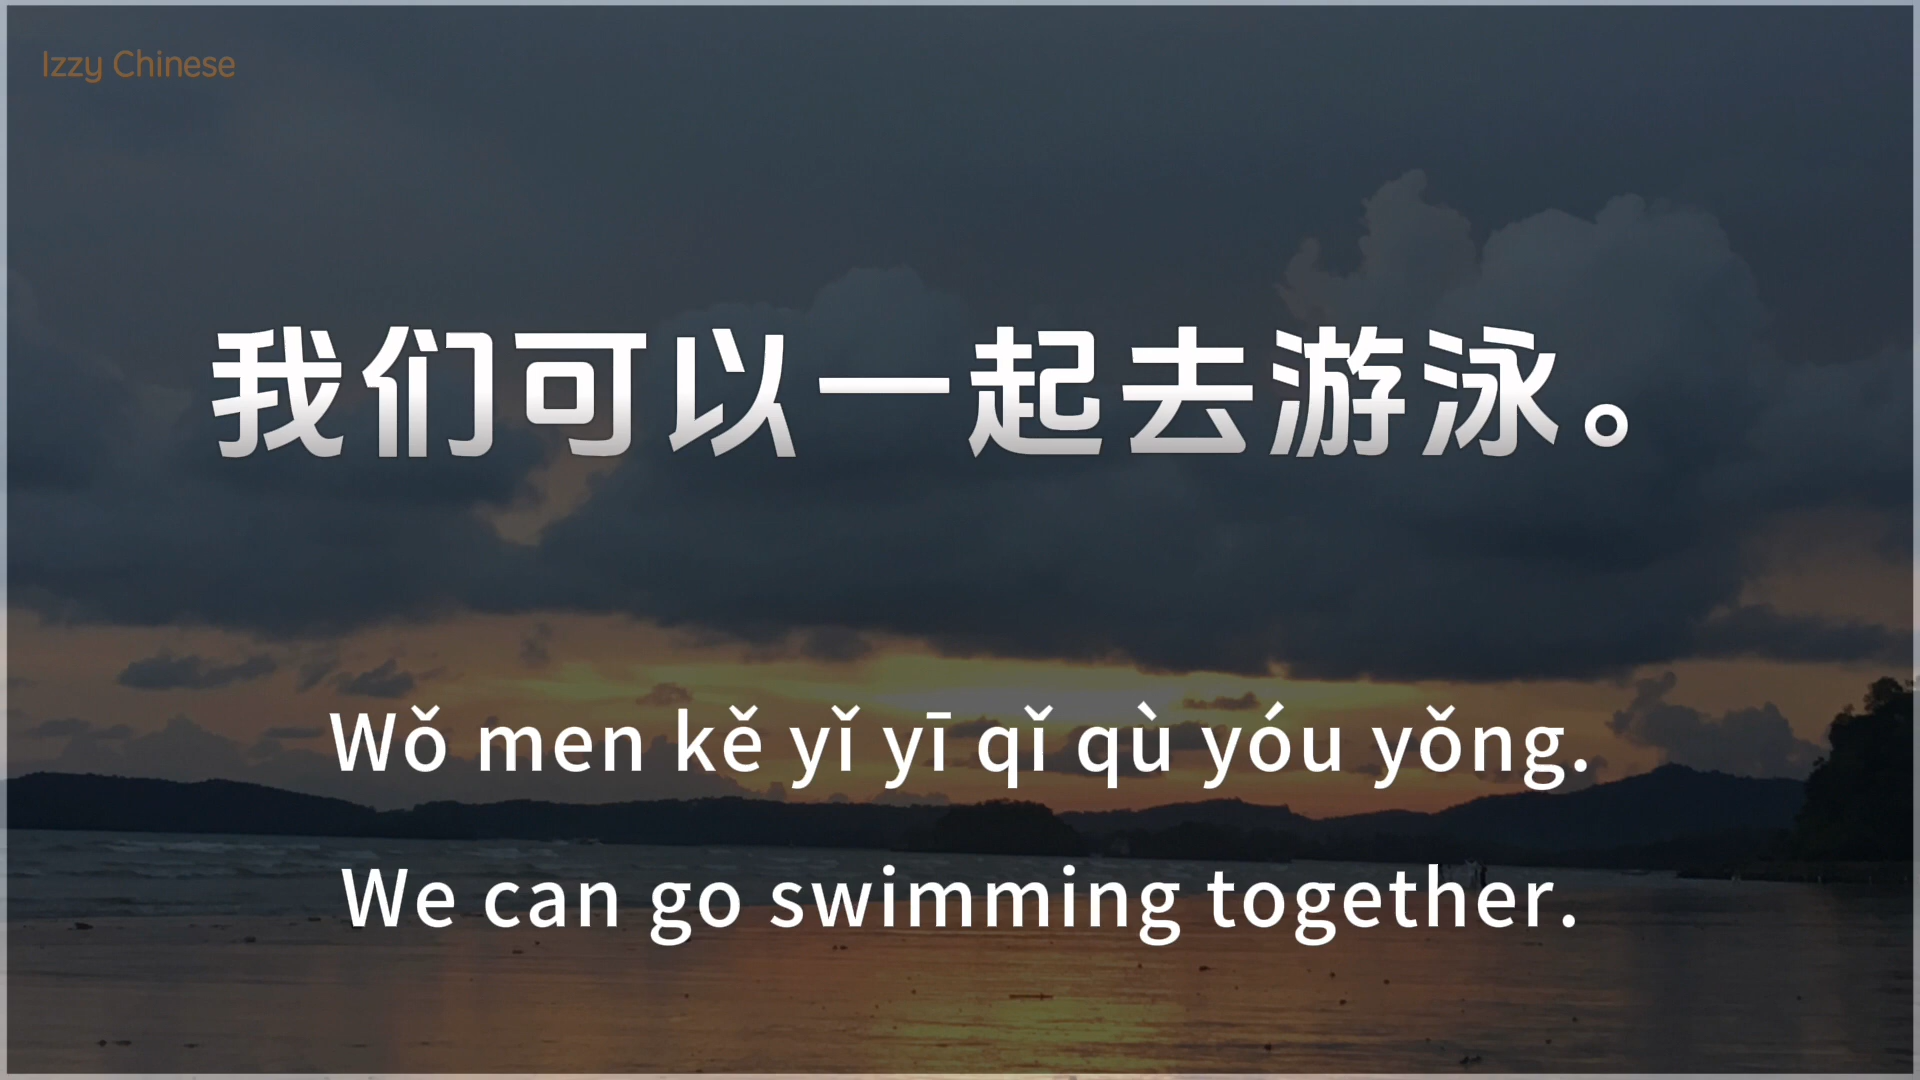 Izzy Chinese
我们可以一起去游泳。
Wǒ men kě yǐ yī qǐ qù yóu yǒng.
We can go swimming together.